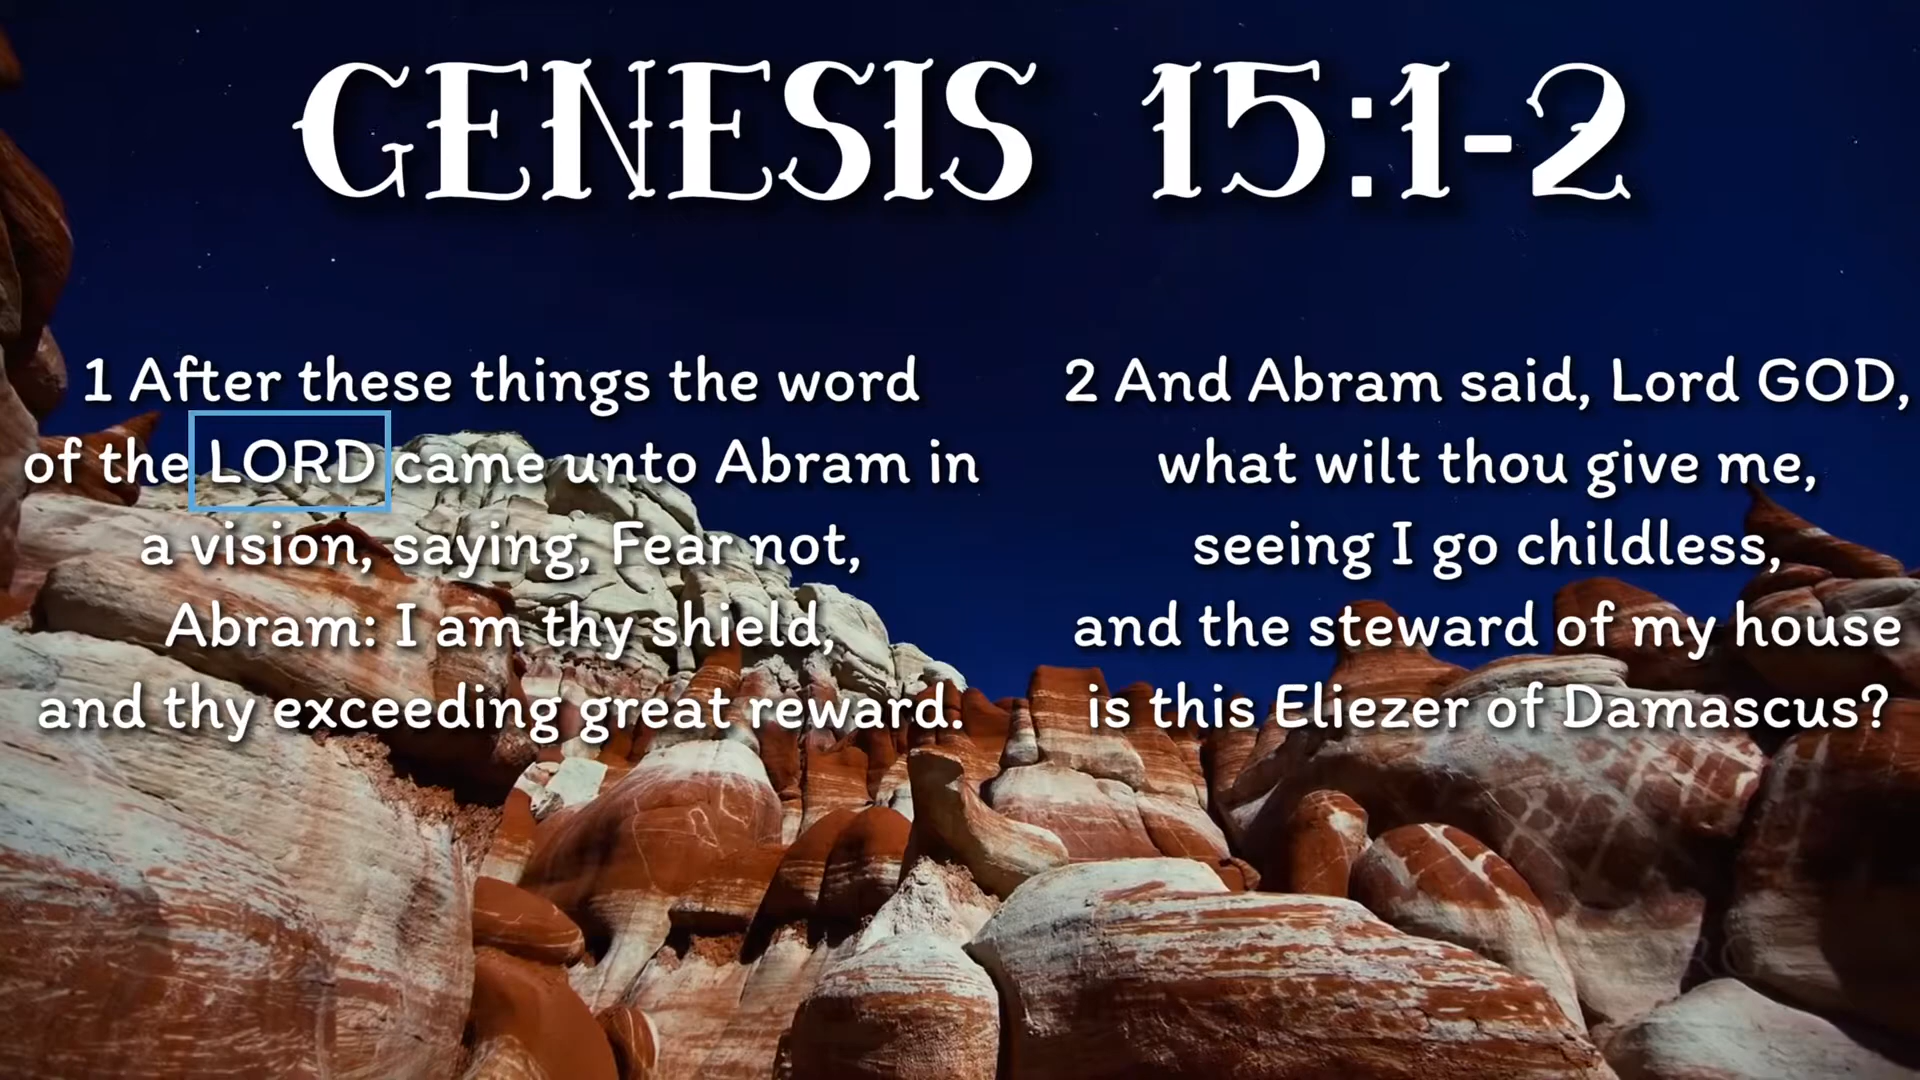 GENESIS 15:1-2
1 After these things the word
of the LORD came unto Abram in
a vision, saying, Fear not,
Abram: I am thy shield,
and thy exceeding great reward.
2 And Abram said, Lord GOD,
what wilt thou give me,
seeing I go childless,
and the steward of my house
is this Eliezer of Damascus?